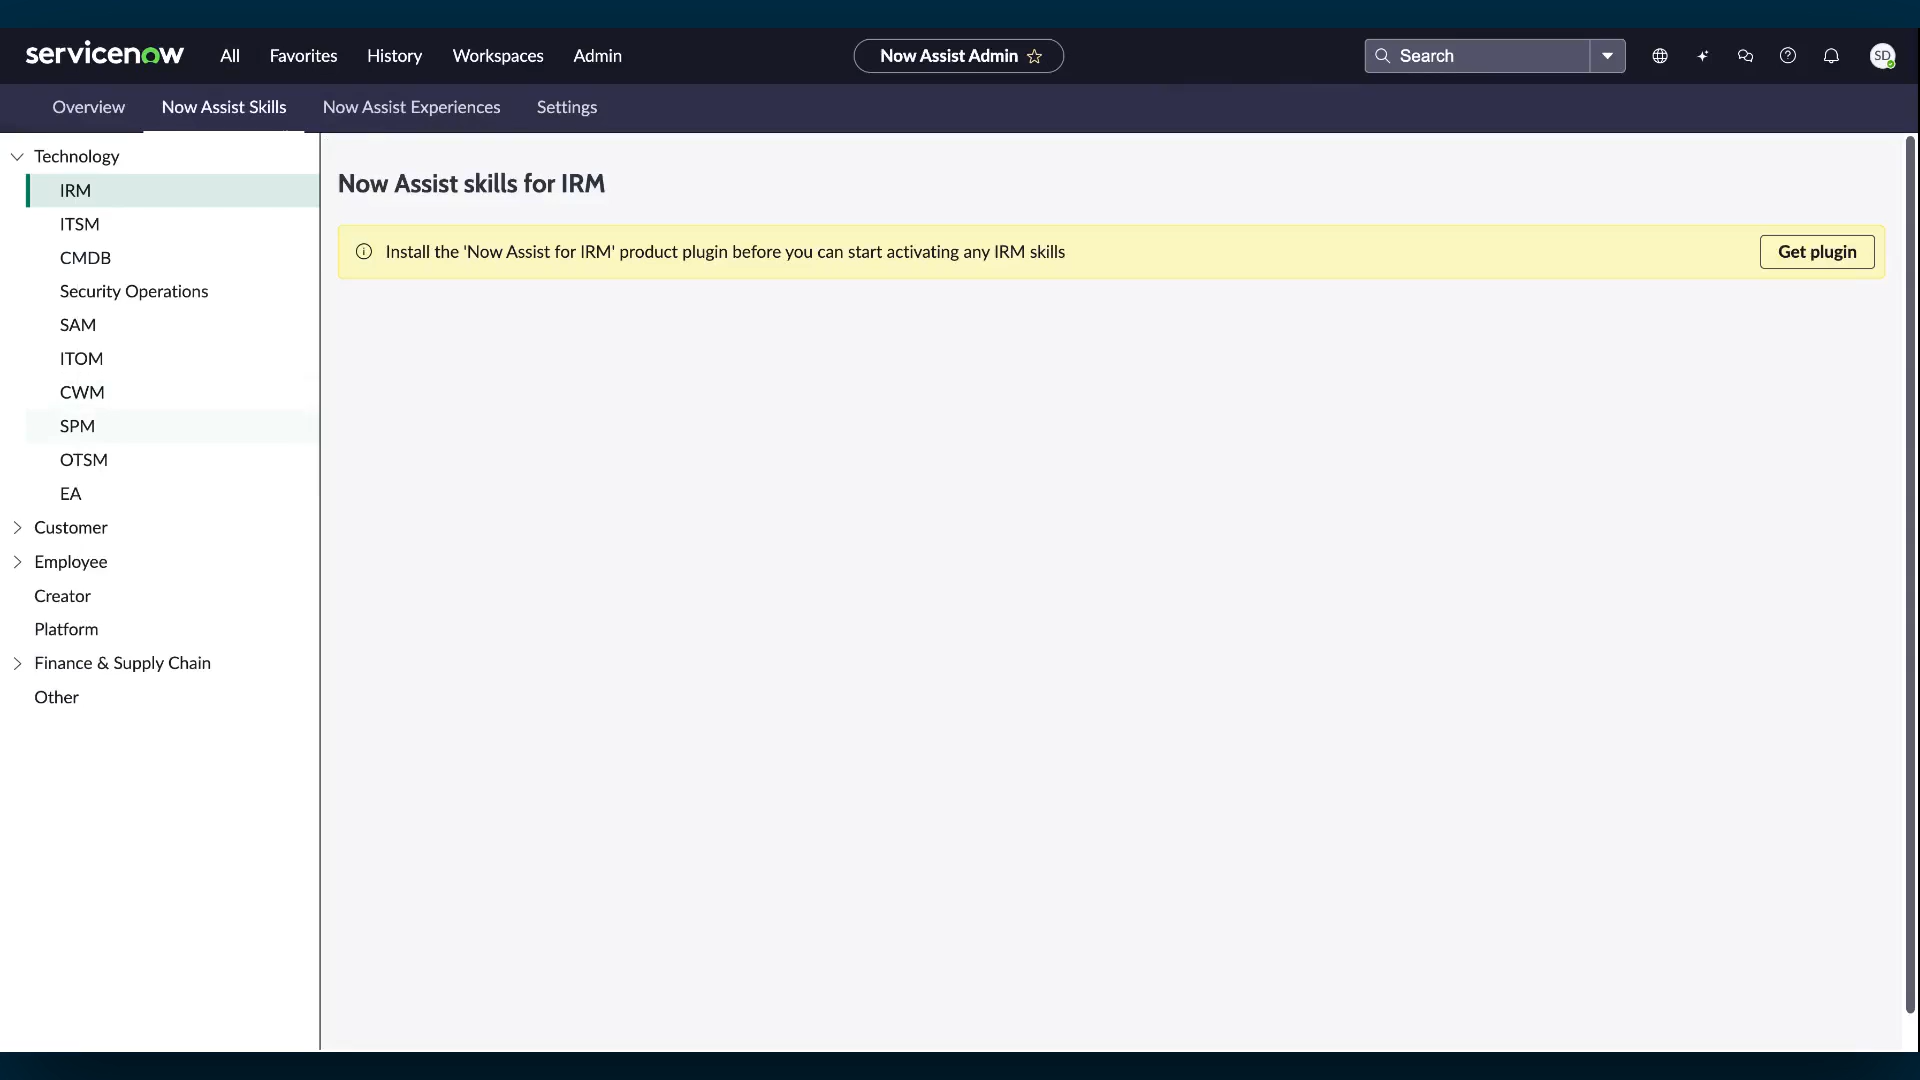 servicenow
All
Favorites
History
Workspaces
Admin
Now Assist Admin
Search
SD
Overview
Now Assist Skills
Now Assist Experiences
Settings
Technology
IRM
ITSM
CMDB
Security Operations
SAM
ITOM
CWM
SPM
OTSM
EA
Customer
Employee
Creator
Platform
Finance & Supply Chain
Other
Now Assist skills for IRM
Install the 'Now Assist for IRM' product plugin before you can start activating any IRM skills
Get plugin